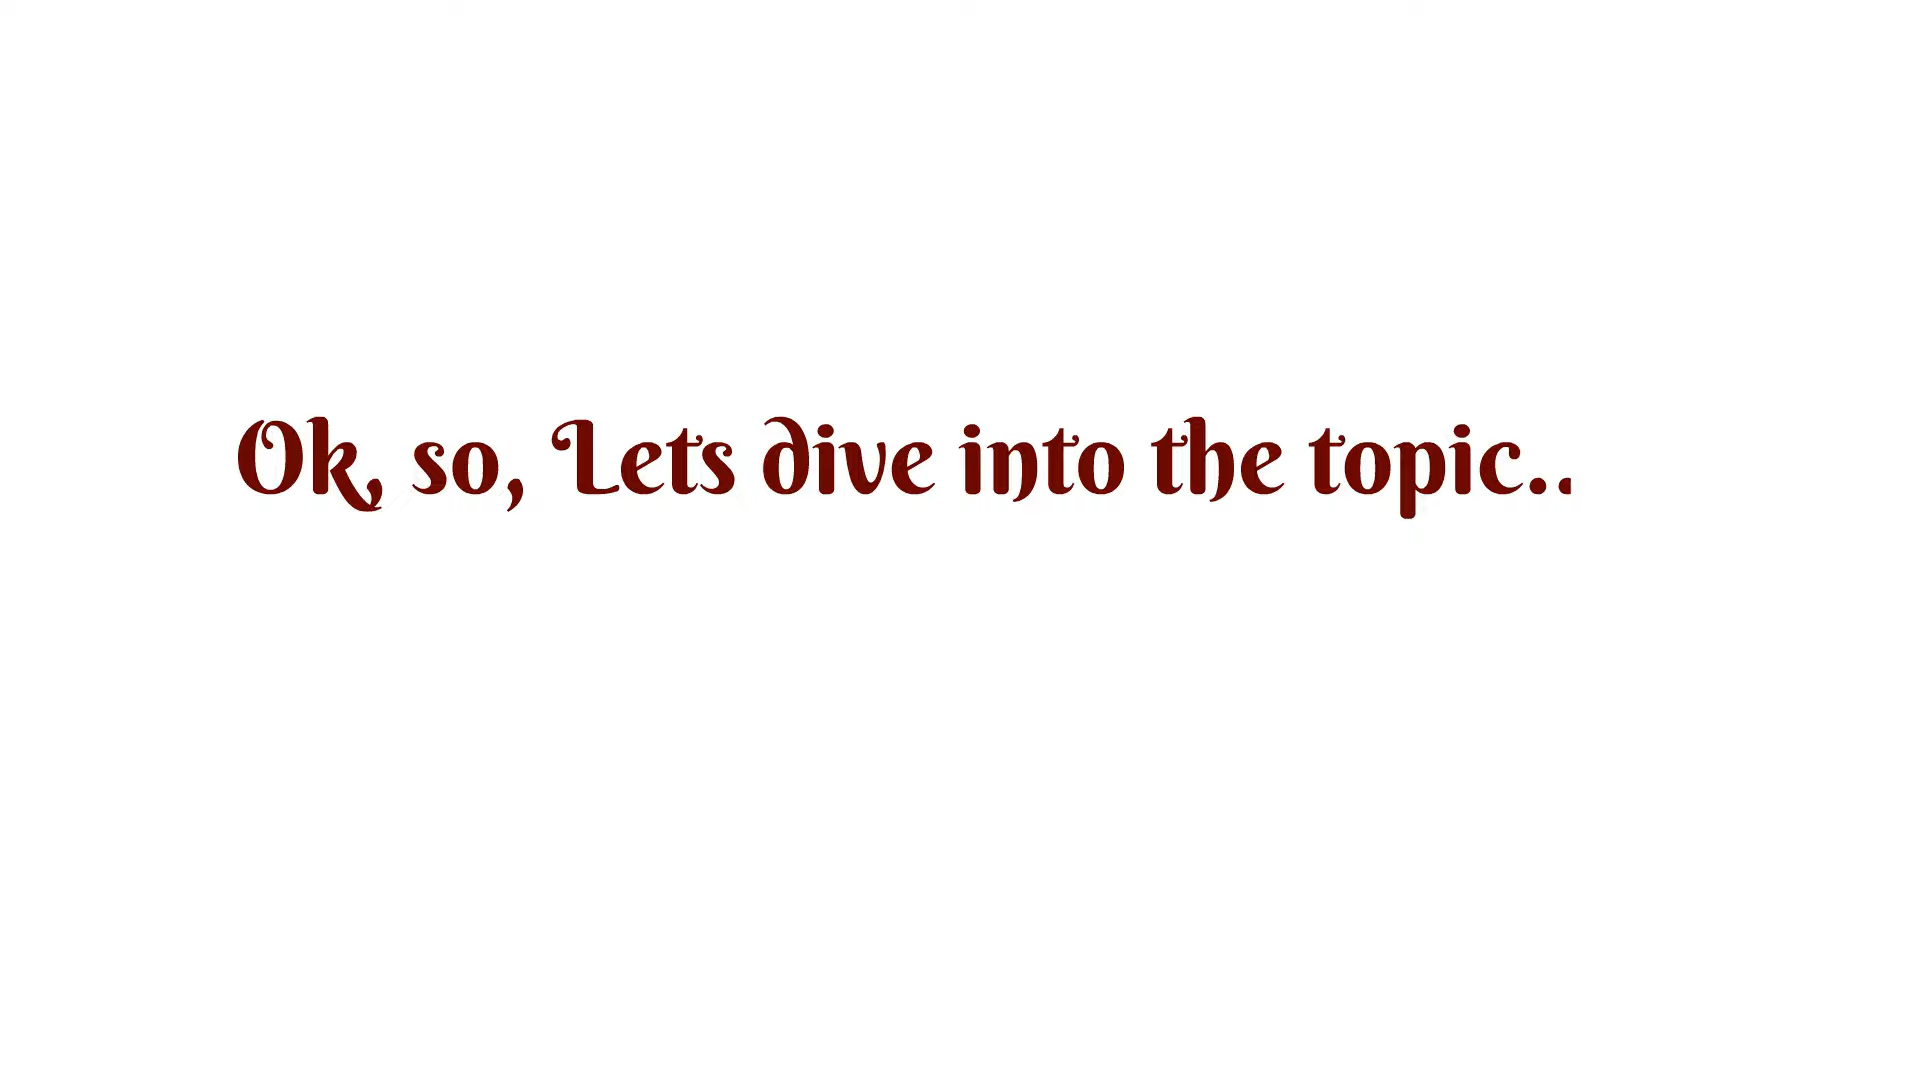 Ok, so, Lets dive into the topic..